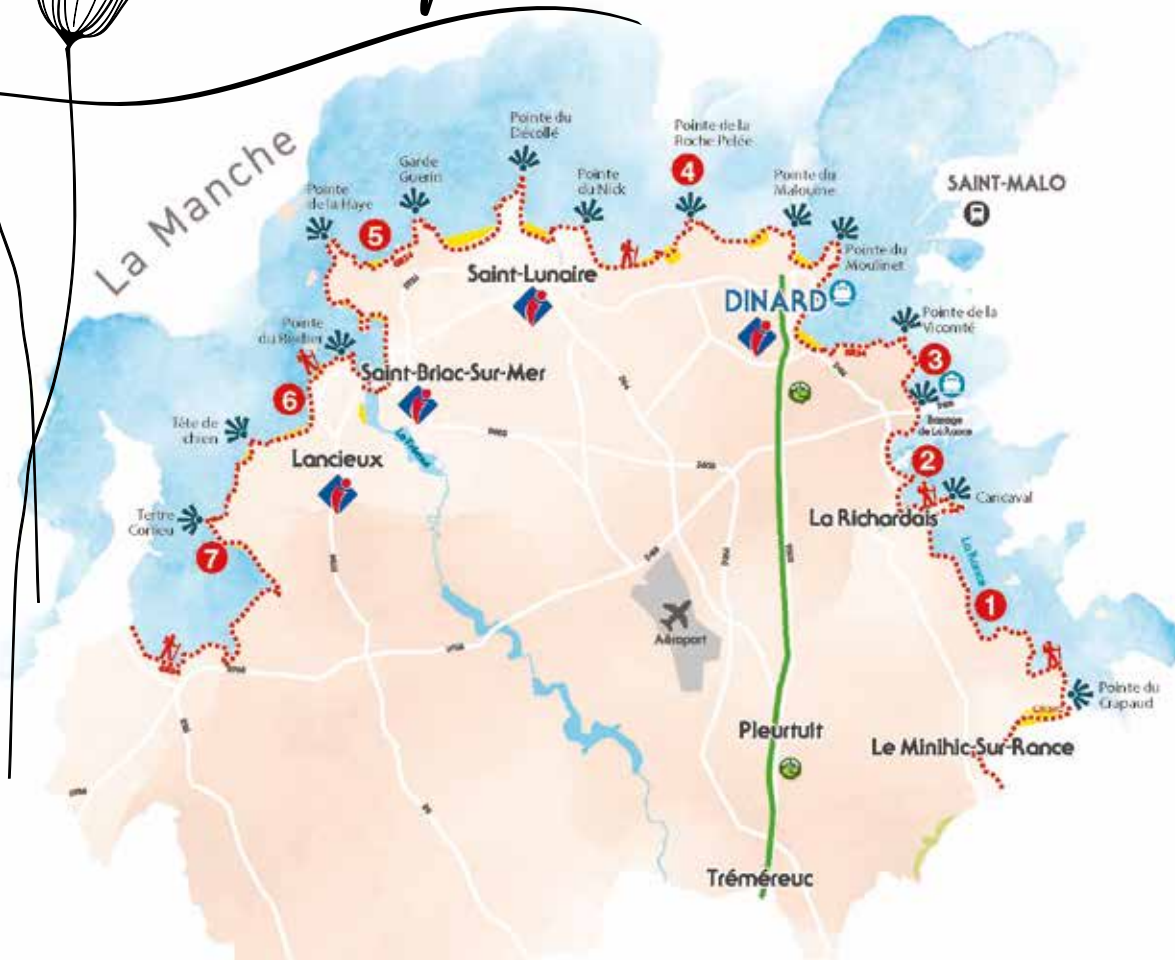 La Manche
Pointe du
Décollé
Pointe de la
Roche Pelée
4
Garde
Guerin
Pointe
du Nick
Pointe du
Malouine
SAINT-MALO
Pointe
de la Haye
5
Pointe du
Moulinet
Saint-Lunaire
DINARD
Pointe de la
Vicomté
3
Pointe
Saint-Briac-Sur-Mer
6
Barrage
de La Rance
Tête de
chien
Lancieux
2
Cancaval
La Richardais
Tertre
Corlieu
7
La Rance
1
Aéroport
Pointe du
Crapaud
Pleurtuit
Le Minihic-Sur-Rance
Tréméreuc